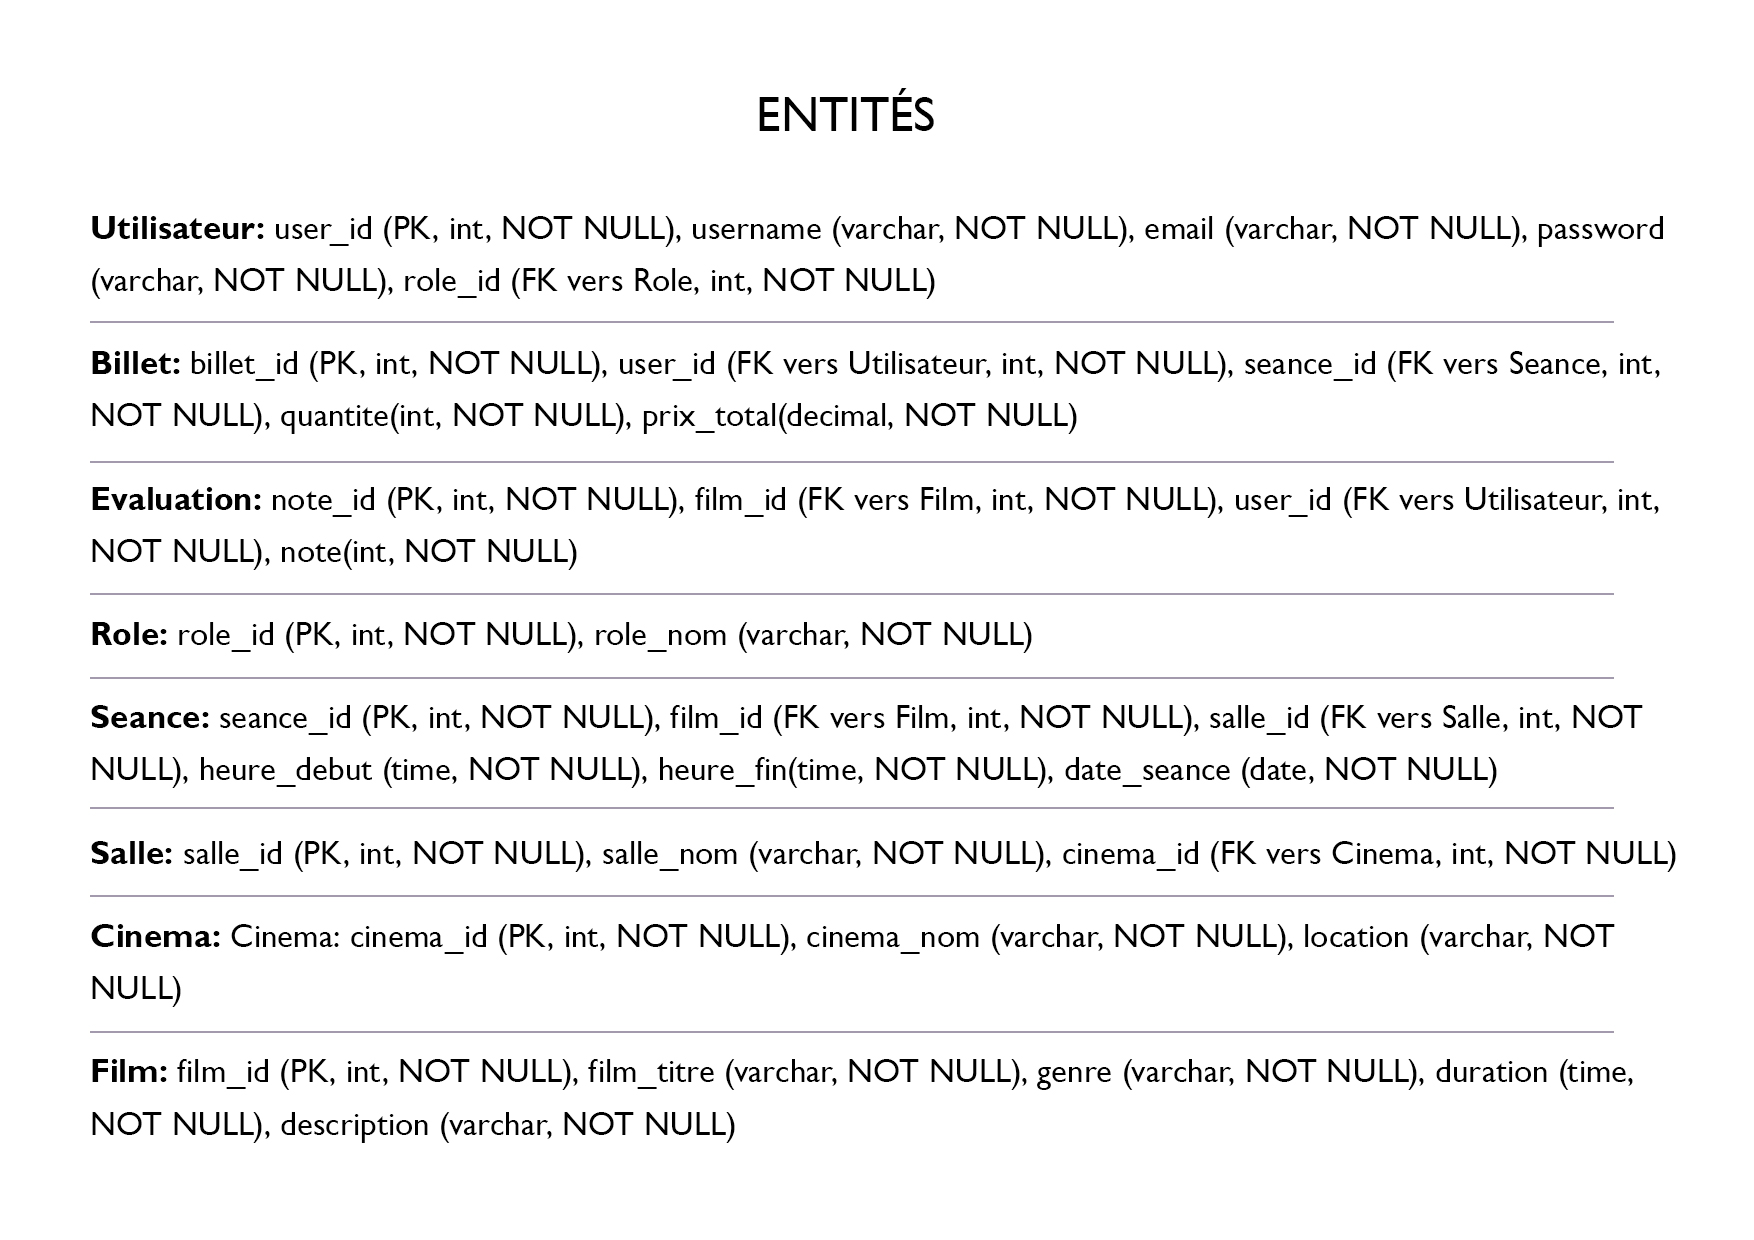 ENTITÉS
Utilisateur: user_id (PK, int, NOT NULL), username (varchar, NOT NULL), email (varchar, NOT NULL), password
(varchar, NOT NULL), role_id (FK vers Role, int, NOT NULL)
Billet: billet_id (PK, int, NOT NULL), user_id (FK vers Utilisateur, int, NOT NULL), seance_id (FK vers Seance, int,
NOT NULL), quantite(int, NOT NULL), prix_total(decimal, NOT NULL)
Evaluation: note_id (PK, int, NOT NULL), film_id (FK vers Film, int, NOT NULL), user_id (FK vers Utilisateur, int,
NOT NULL), note(int, NOT NULL)
Role: role_id (PK, int, NOT NULL), role_nom (varchar, NOT NULL)
Seance: seance_id (PK, int, NOT NULL), film_id (FK vers Film, int, NOT NULL), salle_id (FK vers Salle, int, NOT
NULL), heure_debut (time, NOT NULL), heure_fin(time, NOT NULL), date_seance (date, NOT NULL)
Salle: salle_id (PK, int, NOT NULL), salle_nom (varchar, NOT NULL), cinema_id (FK vers Cinema, int, NOT NULL)
Cinema: Cinema: cinema_id (PK, int, NOT NULL), cinema_nom (varchar, NOT NULL), location (varchar, NOT
NULL)
Film: film_id (PK, int, NOT NULL), film_titre (varchar, NOT NULL), genre (varchar, NOT NULL), duration (time,
NOT NULL), description (varchar, NOT NULL)